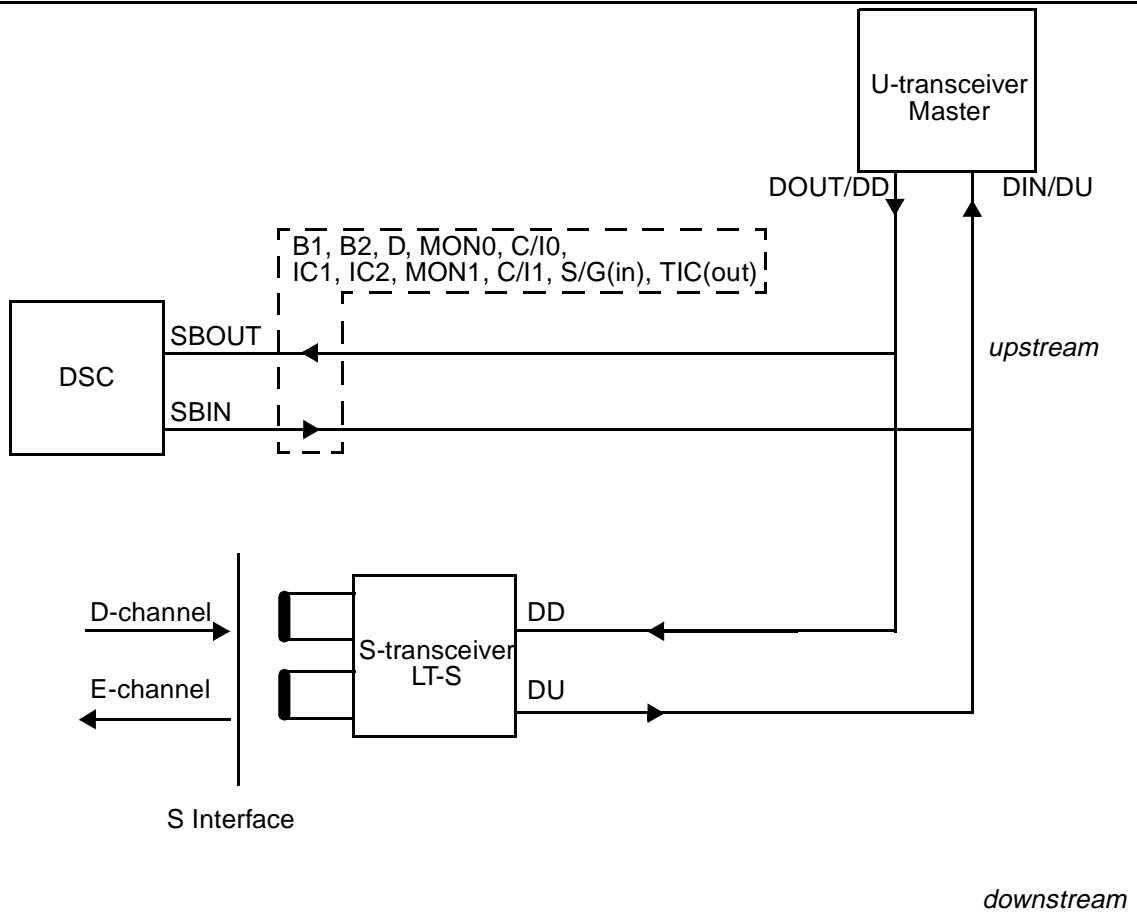 U-transceiver
Master
DOUT/DD
DIN/DU
B1, B2, D, MON0, C/I0,
IC1, IC2, MON1, C/I1, S/G(in), TIC(out)
SBOUT
upstream
DSC
SBIN
D-channel
DD
S-transceiver
LT-S
E-channel
DU
S Interface
downstream